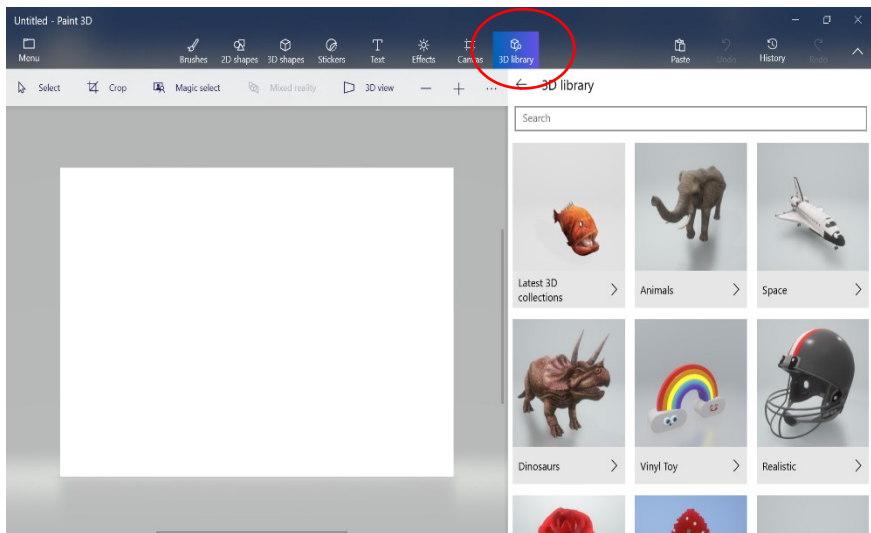 Untitled - Paint 3D
Menu
Brushes 2D shapes 3D shapes Stickers Text Effects Canvas 3D library Paste Undo History Redo
Select Crop Magic select Mixed reality 3D view
3D library
Search
Latest 3D
collections
Animals
Space
Dinosaurs
Vinyl Toy
Realistic